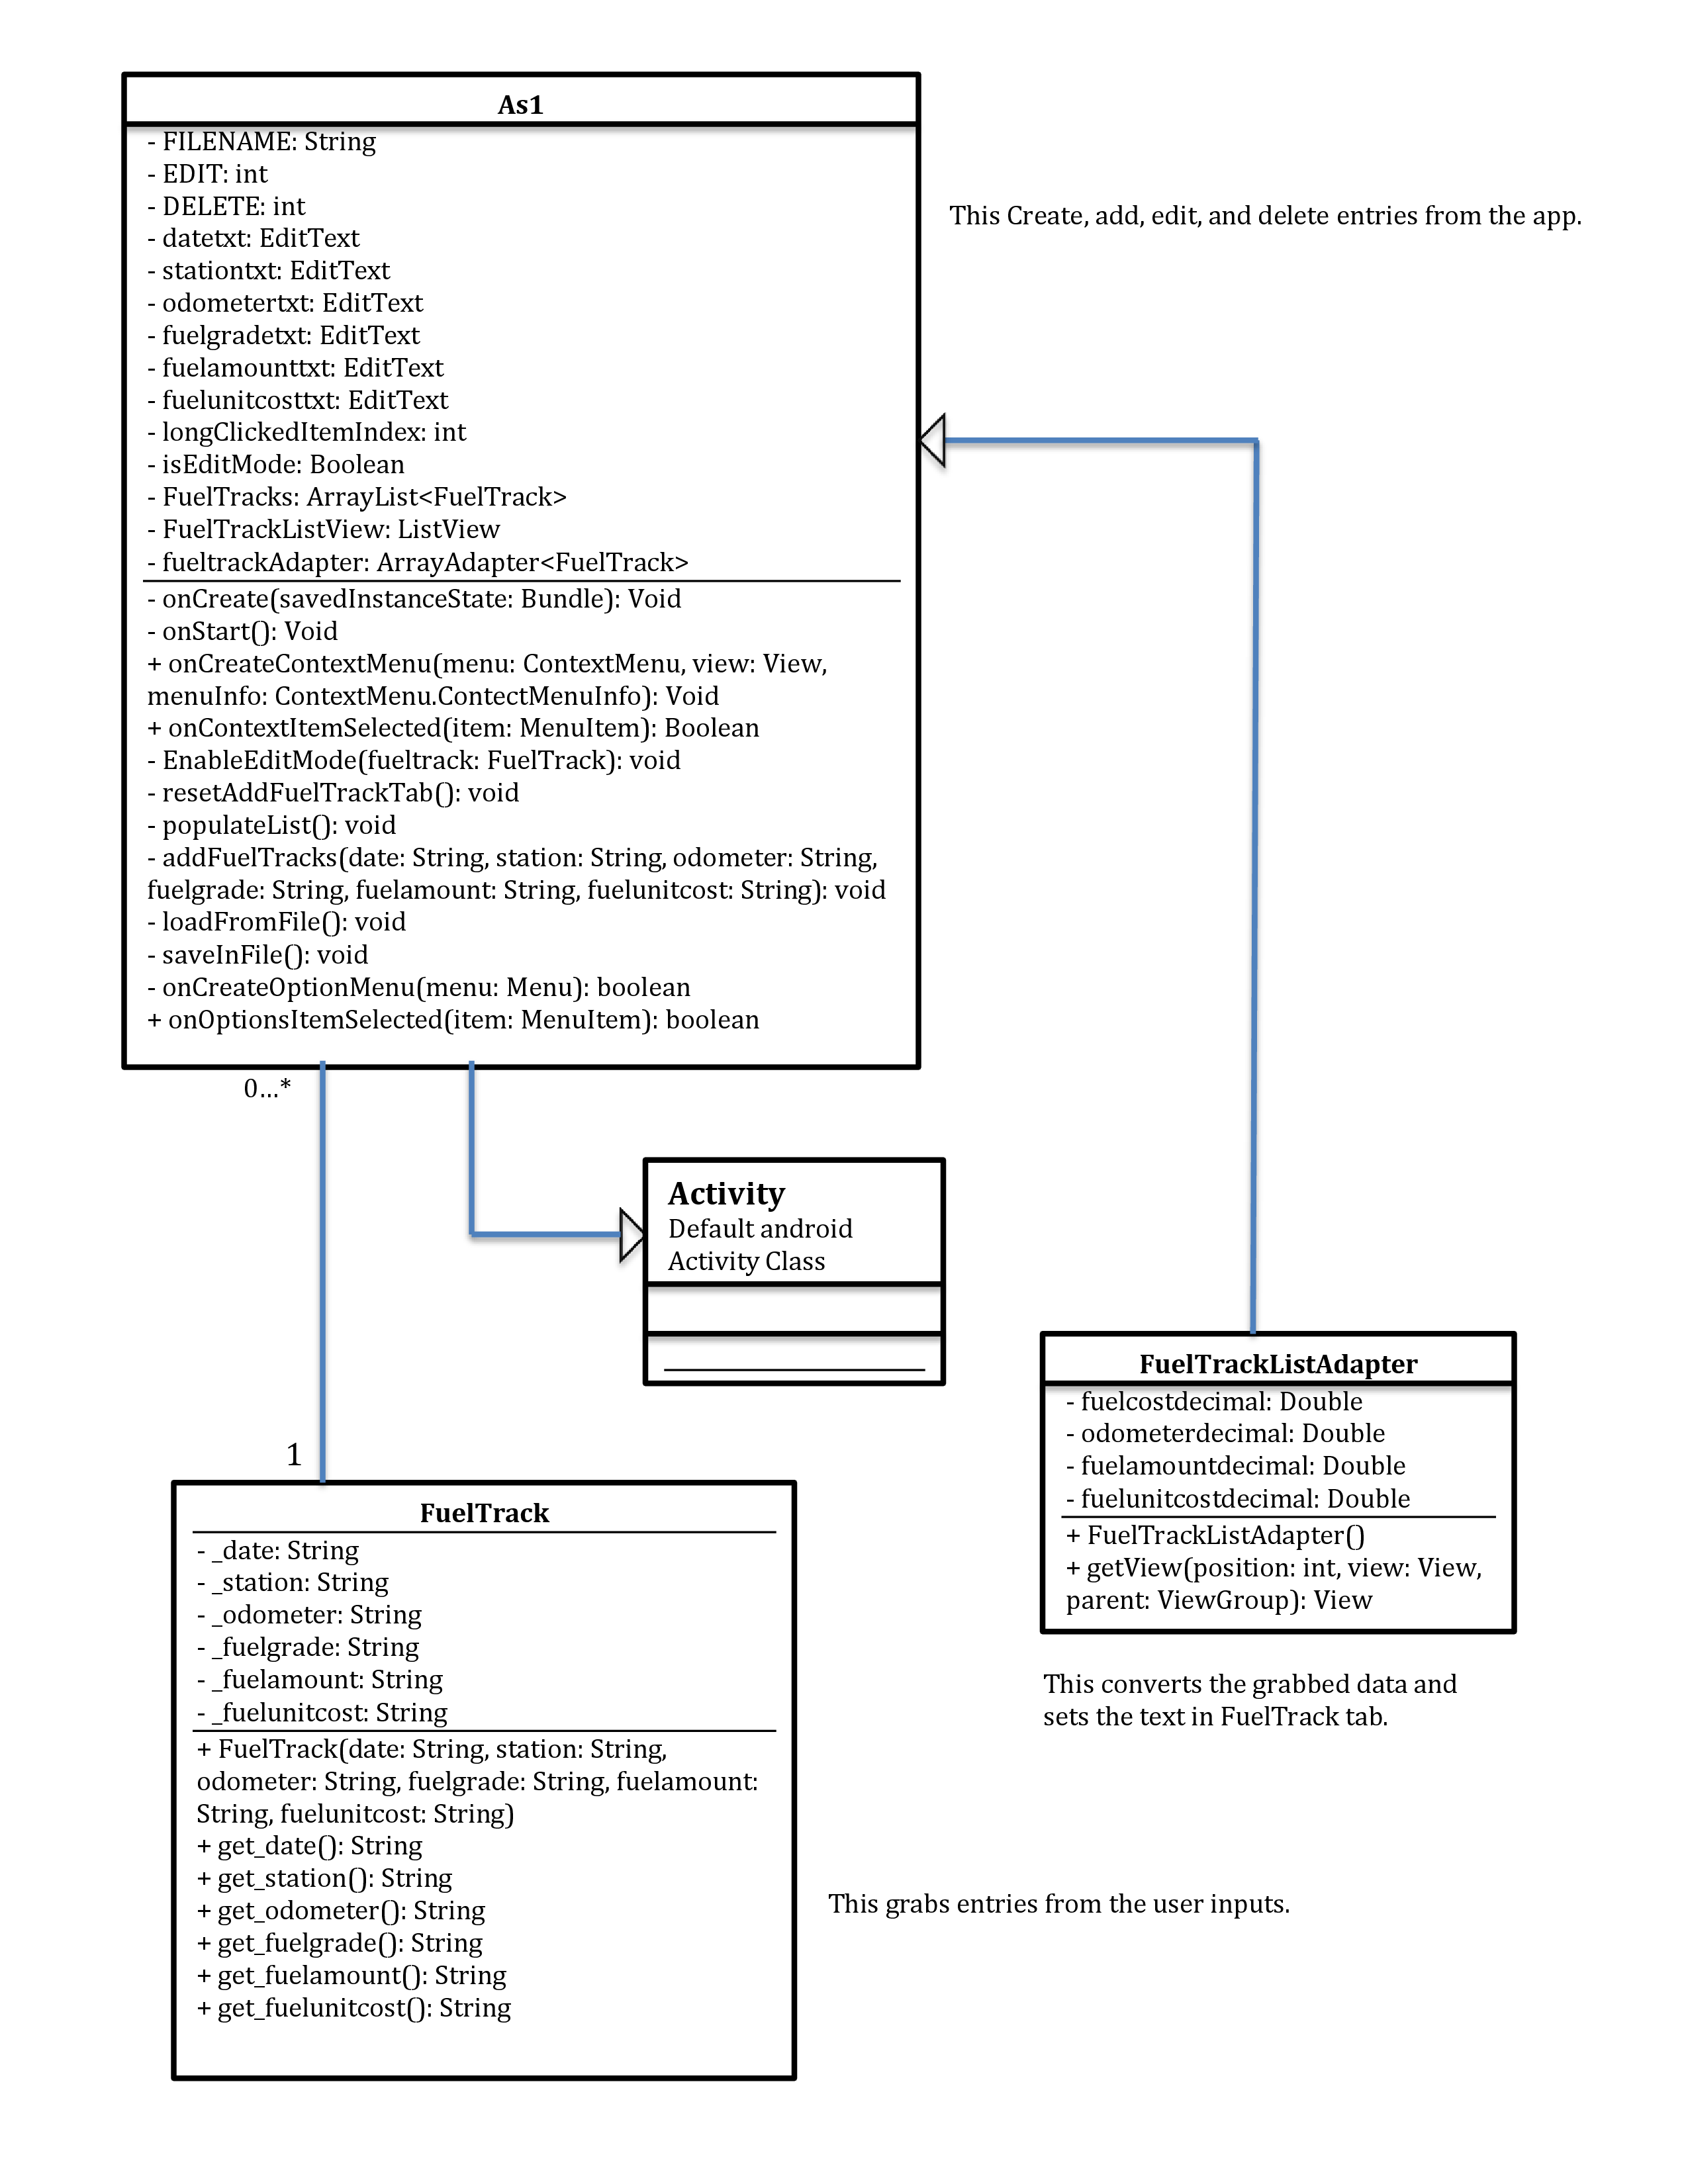 As1
- FILENAME: String
- EDIT: int
- DELETE: int
- datetxt: EditText
- stationtxt: EditText
- odometertxt: EditText
- fuelgradetxt: EditText
- fuelamounttxt: EditText
- fuelunitcosttxt: EditText
- longClickedItemIndex: int
- isEditMode: Boolean
- FuelTracks: ArrayList<FuelTrack>
- FuelTrackListView: ListView
- fueltrackAdapter: ArrayAdapter<FuelTrack>
- onCreate(savedInstanceState: Bundle): Void
- onStart(): Void
+ onCreateContextMenu(menu: ContextMenu, view: View,
menuInfo: ContextMenu.ContectMenuInfo): Void
+ onContextItemSelected(item: MenuItem): Boolean
- EnableEditMode(fueltrack: FuelTrack): void
- resetAddFuelTrackTab(): void
- populateList(): void
- addFuelTracks(date: String, station: String, odometer: String,
fuelgrade: String, fuelamount: String, fuelunitcost: String): void
- loadFromFile(): void
- saveInFile(): void
- onCreateOptionMenu(menu: Menu): boolean
+ onOptionsItemSelected(item: MenuItem): boolean
This Create, add, edit, and delete entries from the app.
0...*
1
Activity
Default android
Activity Class
FuelTrackListAdapter
- fuelcostdecimal: Double
- odometerdecimal: Double
- fuelamountdecimal: Double
- fuelunitcostdecimal: Double
+ FuelTrackListAdapter()
+ getView(position: int, view: View,
parent: ViewGroup): View
This converts the grabbed data and
sets the text in FuelTrack tab.
FuelTrack
- _date: String
- _station: String
- _odometer: String
- _fuelgrade: String
- _fuelamount: String
- _fuelunitcost: String
+ FuelTrack(date: String, station: String,
odometer: String, fuelgrade: String, fuelamount:
String, fuelunitcost: String)
+ get_date(): String
+ get_station(): String
+ get_odometer(): String
+ get_fuelgrade(): String
+ get_fuelamount(): String
+ get_fuelunitcost(): String
This grabs entries from the user inputs.